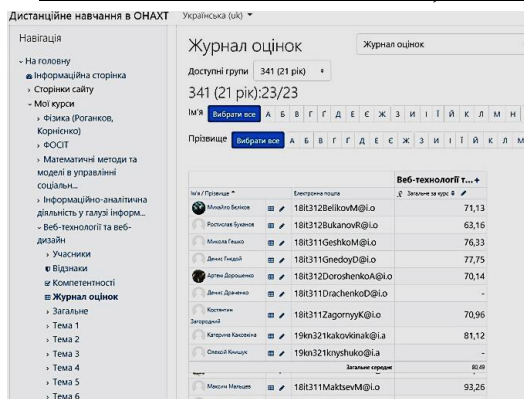 Дистанційне навчання в ОНАХТ
Українська (uk)
Навігація
На головну
Інформаційна сторінка
Сторінки сайту
Мої курси
Фізика (Роганков,
Корнієнко)
ФОСІТ
Математичні методи та
моделі в управлінні
соціальн...
Інформаційно-аналітична
діяльність у галузі інформ...
Веб-технології та веб-
дизайн
Учасники
Відзнаки
Компетентності
Журнал оцінок
Загальне
Тема 1
Тема 2
Тема 3
Тема 4
Тема 5
Тема 6
Журнал оцінок
Журнал оцінок
Доступні групи 341 (21 рік)
341 (21 рік):23/23
Ім'я Вибрати все А Б В Г Ґ Д Е Є Ж З И І Ї Й К Л М Н
Прізвище Вибрати все А Б В Г Ґ Д Е Є Ж З И І Ї Й К Л М
Веб-технології т...+
Ім'я / Прізвище Електронна пошта Загальне за курс
Михайло Бєліков 18it312BelikovM@i.o 71,13
Ростислав Буканов 18it312BukanovR@i.o 63,16
Микола Гешко 18it311GeshkoM@i.o 76,33
Денис Гнєдой 18it311GnedoyD@i.o 77,75
Артем Дорошенко 18it312DoroshenkoA@i.o 70,14
Денис Драченко 18it311DrachenkoD@i.o -
Костянтин
Загородний 18it311ZagornyyK@i.o 70,96
Катерина Каковкіна 19kn321kakovkinak@i.a 81,12
Олексій Книшук 19kn321knyshuko@i.a -
Загальне середнє 80,49
Максим Мальцев 18it311MaktsevM@i.o 93,26